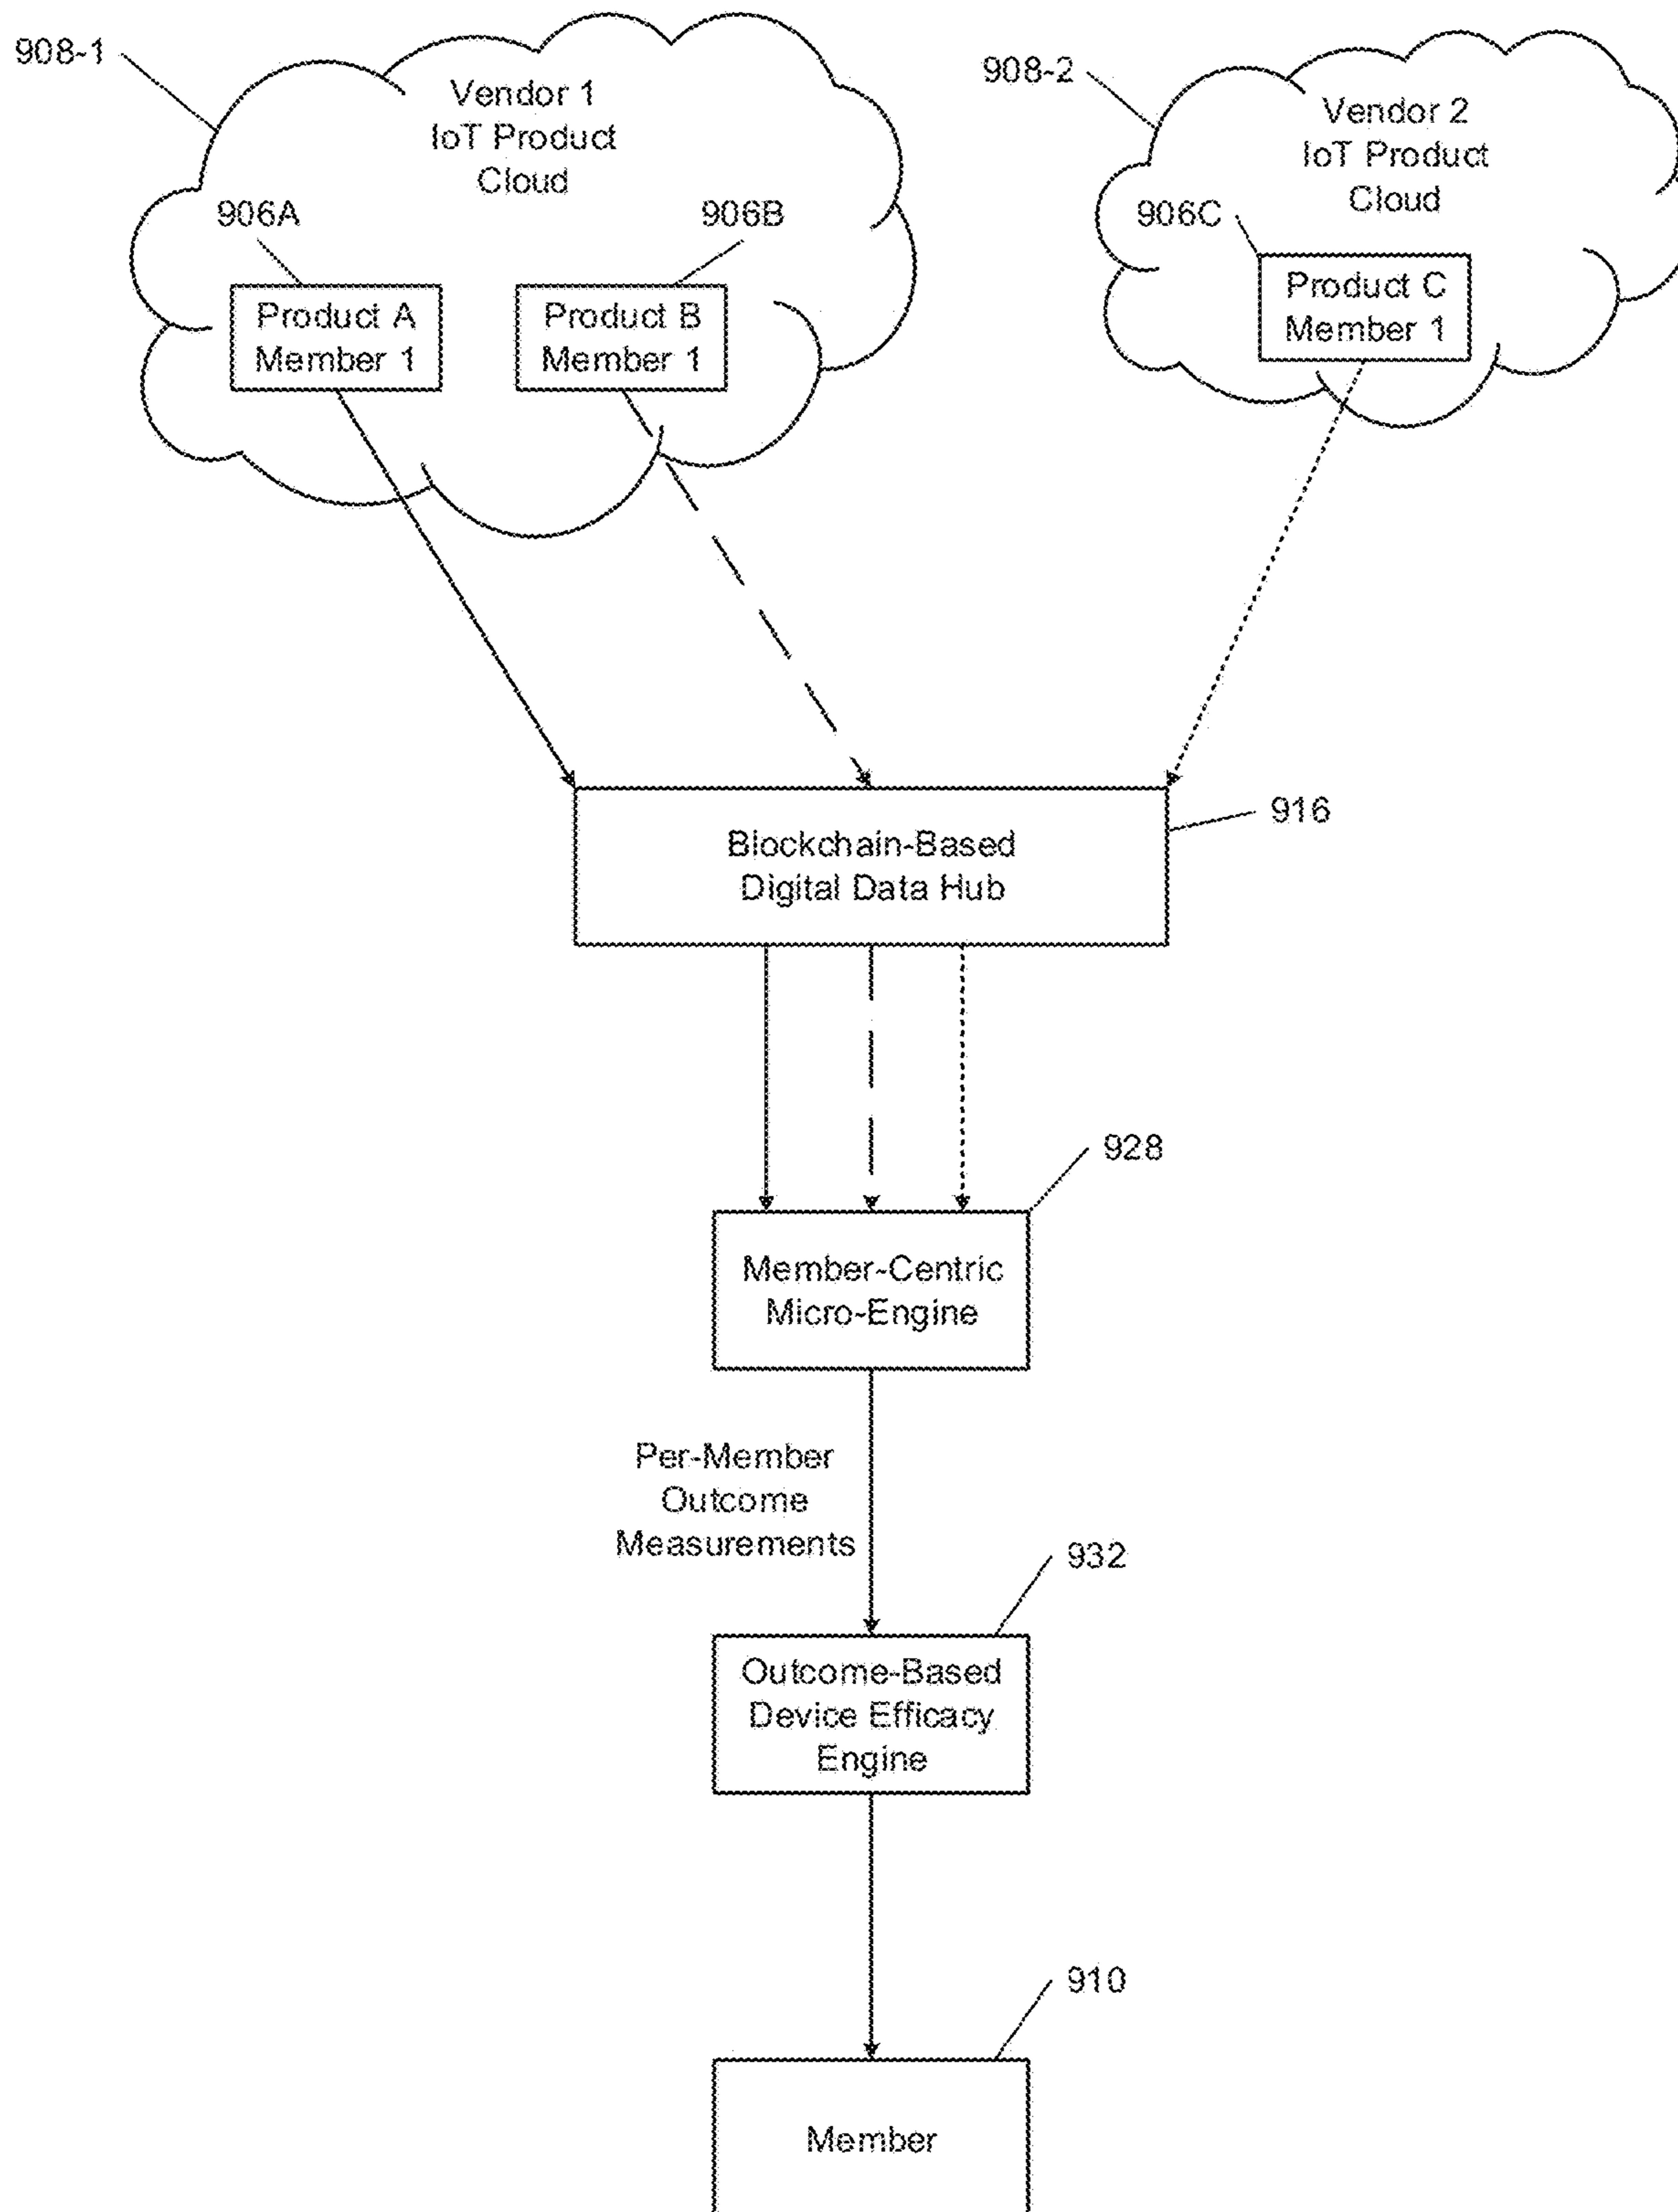 908-1
Vendor 1
IoT Product
Cloud
908-2
Vendor 2
IoT Product
Cloud
906A
906B
906C
Product A
Member 1
Product B
Member 1
Product C
Member 1
916
Blockchain-Based
Digital Data Hub
928
Member-Centric
Micro-Engine
Per-Member
Outcome
Measurements
932
Outcome-Based
Device Efficacy
Engine
910
Member